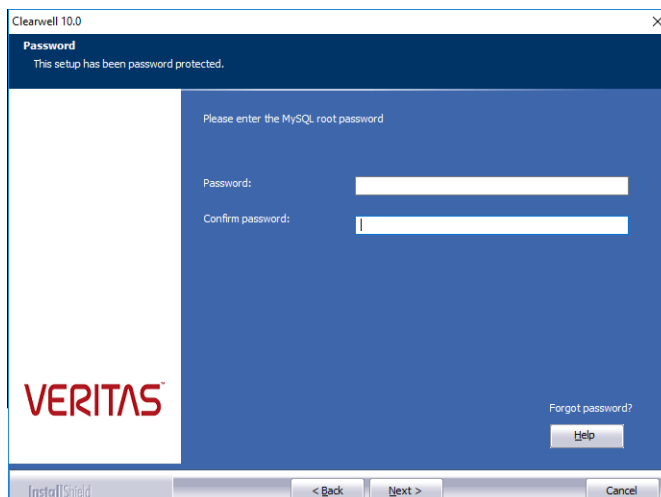 Clearwell 10.0
Password
This setup has been password protected.
Please enter the MySQL root password
Password:
Confirm password:
VERITAS
Forgot password?
Help
InstallShield
< Back
Next >
Cancel